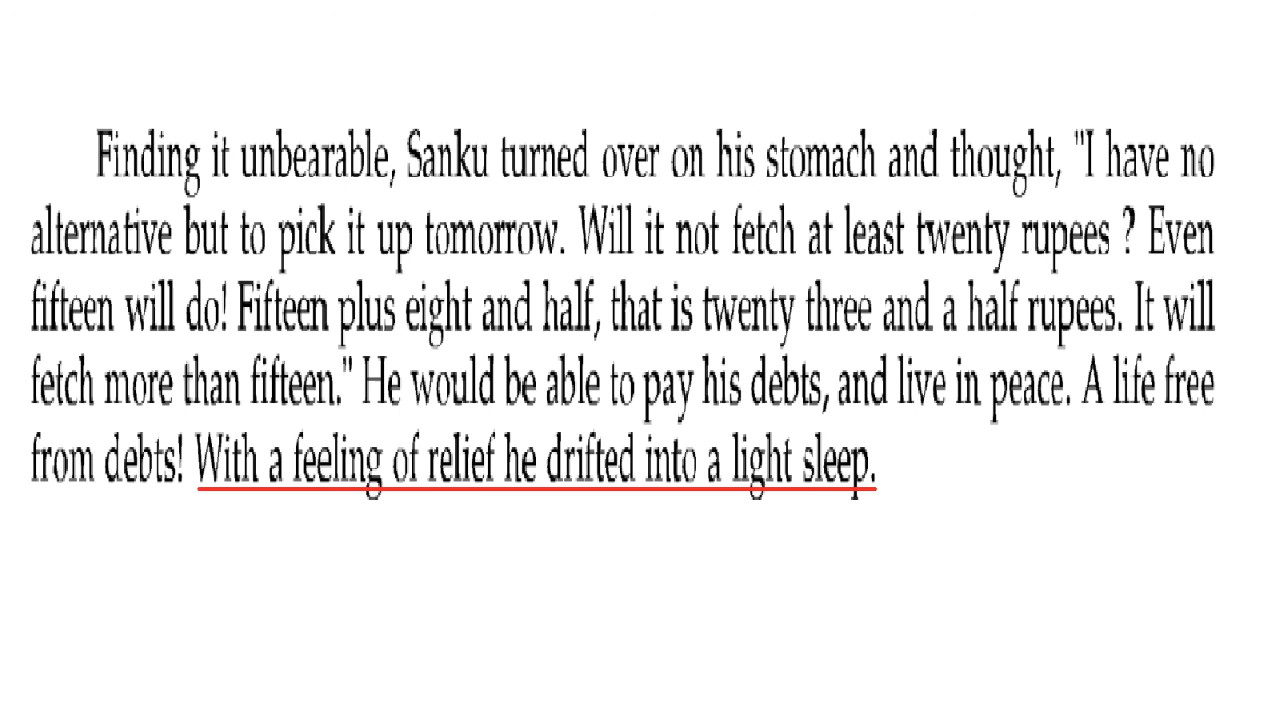 Finding it unbearable, Sanku turned over on his stomach and thought, "I have no
alternative but to pick it up tomorrow. Will it not fetch at least twenty rupees ? Even
fifteen will do! Fifteen plus eight and half, that is twenty three and a half rupees. It will
fetch more than fifteen." He would be able to pay his debts, and live in peace. A life free
from debts! With a feeling of relief he drifted into a light sleep.